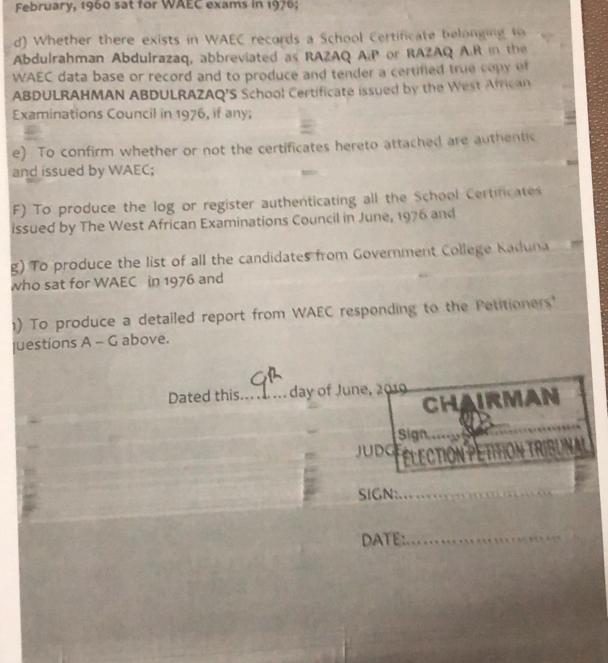 February, 1960 sat for WAEC exams in 1976;
d) Whether there exists in WAEC records a School Certificate belonging to
Abdulrahman Abdulrazaq, abbreviated as RAZAQ A.P or RAZAQ A.R in the
WAEC data base or record and to produce and tender a certified true copy of
ABDULRAHMAN ABDULRAZAQ'S School Certificate issued by the West African
Examinations Council in 1976, if any;
e) To confirm whether or not the certificates hereto attached are authentic
and issued by WAEC;
F) To produce the log or register authenticating all the School Certificates
issued by The West African Examinations Council in June, 1976 and
g) To produce the list of all the candidates from Government College Kaduna
who sat for WAEC in 1976 and
) To produce a detailed report from WAEC responding to the Petitioners'
uestions A – G above.
Dated this.... 9th .... day of June, 2019
CHAIRMAN
Sign..........
JUDGE
ELECTION PETITION TRIBUNAL
SIGN:..........................
DATE:..........................